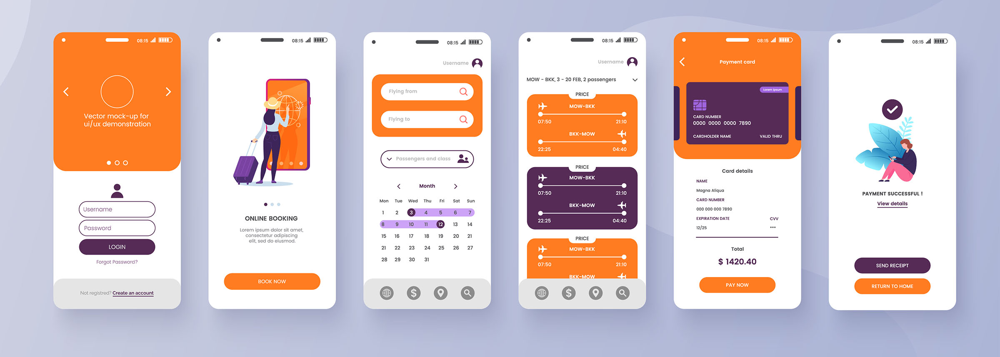 08:15
Vector mock-up for
ui/ux demonstration
Username
Password
LOGIN
Forgot Password?
Not registred? Create an account
08:15
ONLINE BOOKING
Lorem ipsum dolor sit amet,
consectetur adipiscing
elit, sed do eiusmod.
BOOK NOW
08:15
Username
Flying from
Flying to
Passengers and class
Month
Mon Tue Wed Thu Fri Sat Sun
1 2 3 4 5 6 7
8 9 10 11 12 13 14
15 16 17 18 19 20 21
21 22 23 24 25 26 27
28 29 30 31
$
08:15
Username
MOW - BKK, 3 - 20 FEB, 2 passengers
PRICE
MOW-BKK
07:50 21:10
BKK-MOW
22:25 04:40
PRICE
MOW-BKK
07:50 21:10
BKK-MOW
22:25 04:40
PRICE
MOW-BKK
07:50 21:10
BKK-MOW
$
08:15
Payment card
Lorem ipsum
CARD NUMBER
0000 0000 0000 7890
CARDHOLDER NAME VALID THRU
Card details
NAME
Magna Aliqua
CARD NUMBER
000 000 000 7890
EXPIRATION DATE CVV
12/25 ***
Total
$ 1420.40
PAY NOW
08:15
PAYMENT SUCCESSFUL !
View details
SEND RECEIPT
RETURN TO HOME